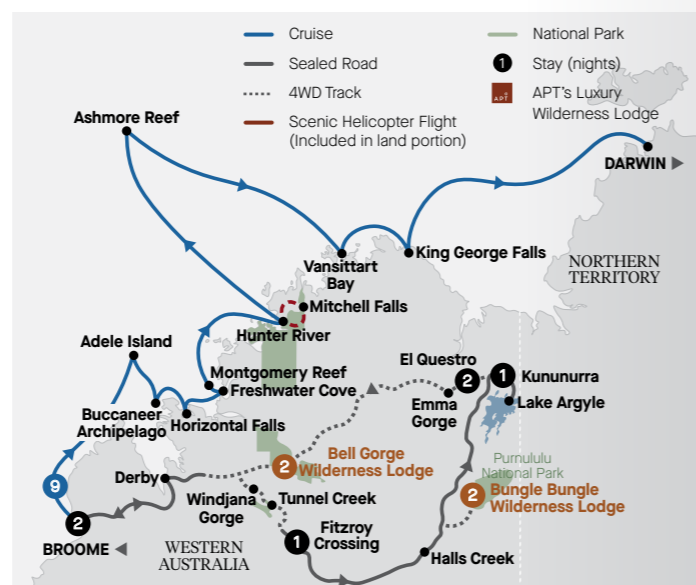 Cruise
Sealed Road
4WD Track
Scenic Helicopter Flight
(Included in land portion)
National Park
1 Stay (nights)
APT
APT's Luxury
Wilderness Lodge
Ashmore Reef
DARWIN
King George Falls
Vansittart
Bay
NORTHERN
TERRITORY
Mitchell Falls
Hunter River
Adele Island
Montgomery Reef
Freshwater Cove
El Questro
2
1
Kununurra
Emma
Gorge
Lake Argyle
Buccaneer
Archipelago
Horizontal Falls
Purnululu
National Park
Bell Gorge
2
Wilderness Lodge
Derby
9
Windjana
Gorge
Tunnel Creek
2
Bungle Bungle
Wilderness Lodge
2
BROOME
1
Fitzroy
Crossing
WESTERN
AUSTRALIA
Halls Creek